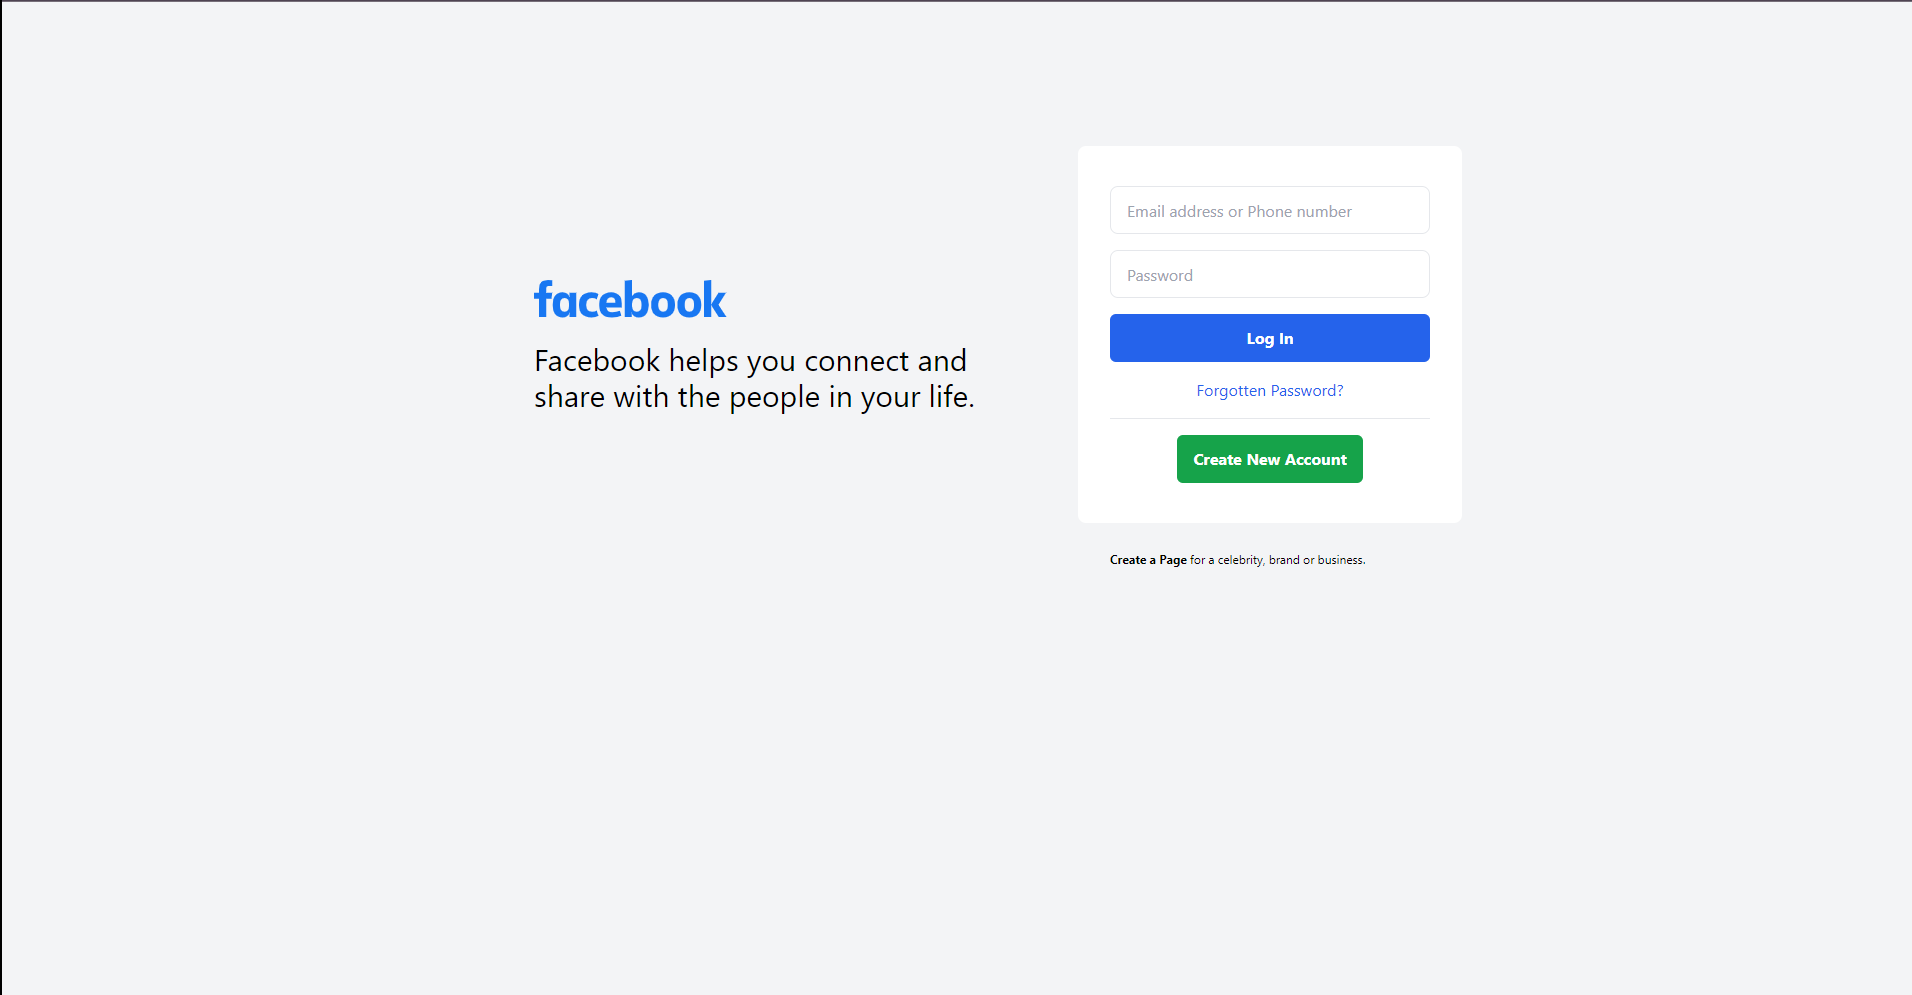 facebook
Facebook helps you connect and
share with the people in your life.
Email address or Phone number
Password
Log In
Forgotten Password?
Create New Account
Create a Page for a celebrity, brand or business.